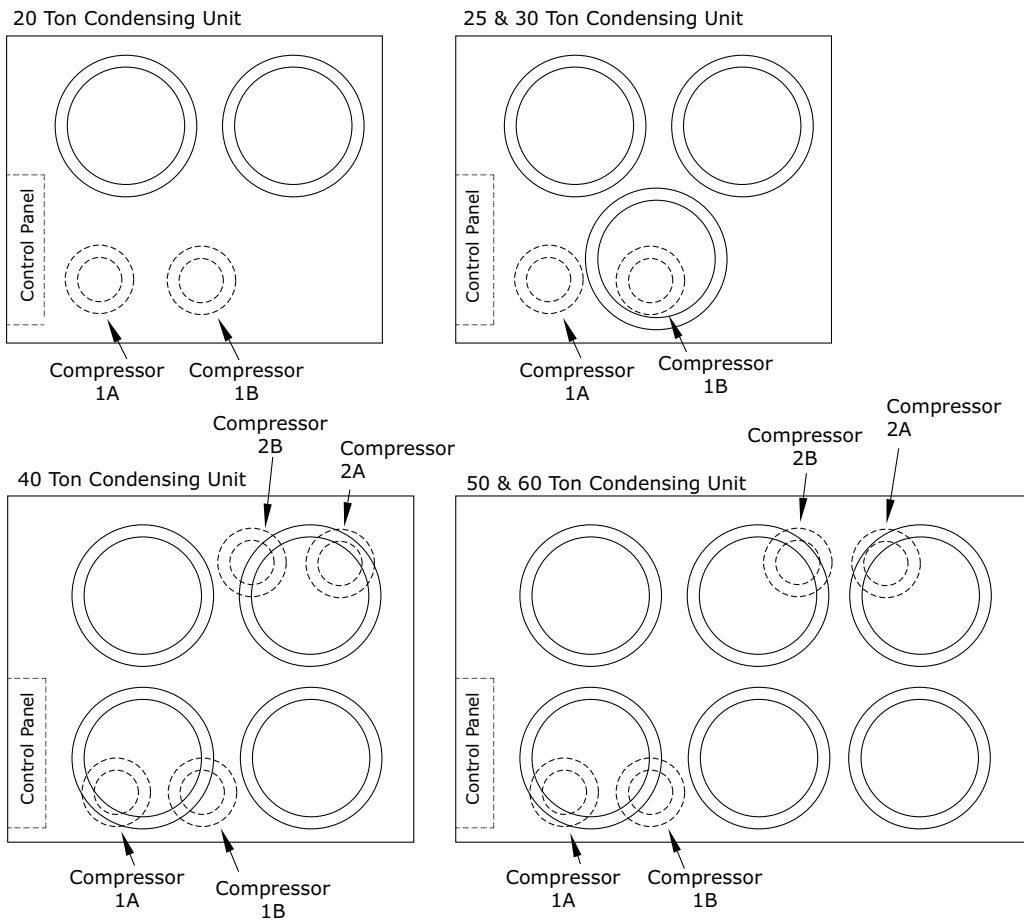 20 Ton Condensing Unit
Control Panel
Compressor
1A
Compressor
1B
25 & 30 Ton Condensing Unit
Control Panel
Compressor
1A
Compressor
1B
40 Ton Condensing Unit
Compressor
2B
Compressor
2A
Control Panel
Compressor
1A
Compressor
1B
50 & 60 Ton Condensing Unit
Compressor
2B
Compressor
2A
Control Panel
Compressor
1A
Compressor
1B